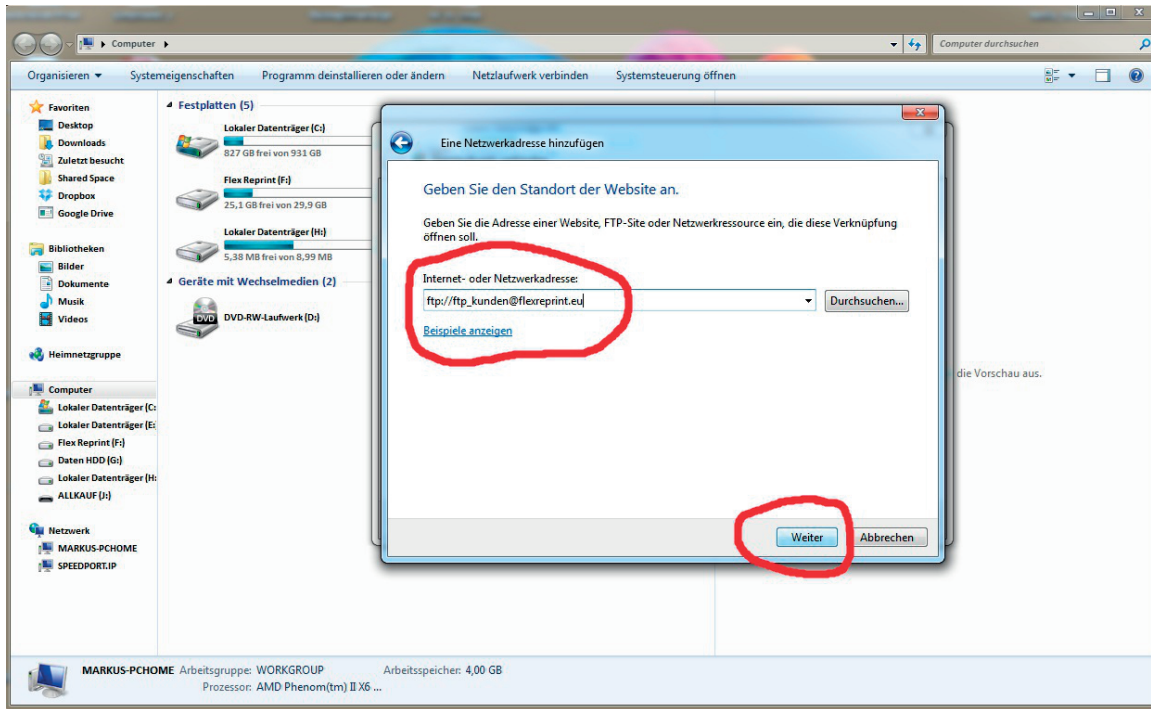 Computer
Computer durchsuchen
Organisieren
Systemeigenschaften
Programm deinstallieren oder ändern
Netzlaufwerk verbinden
Systemsteuerung öffnen
Favoriten
Desktop
Downloads
Zuletzt besucht
Shared Space
Dropbox
Google Drive
Bibliotheken
Bilder
Dokumente
Musik
Videos
Heimnetzgruppe
Computer
Lokaler Datenträger (C:
Lokaler Datenträger (E:
Flex Reprint (F:)
Daten HDD (G:)
Lokaler Datenträger (H:
ALLKAUF (J:)
Netzwerk
MARKUS-PCHOME
SPEEDPORT.IP
Festplatten (5)
Lokaler Datenträger (C:)
827 GB frei von 931 GB
Flex Reprint (F:)
25,1 GB frei von 29,9 GB
Lokaler Datenträger (H:)
5,38 MB frei von 8,99 MB
Geräte mit Wechselmedien (2)
DVD
DVD-RW-Laufwerk (D:)
Eine Netzwerkadresse hinzufügen
Geben Sie den Standort der Website an.
Geben Sie die Adresse einer Website, FTP-Site oder Netzwerkressource ein, die diese Verknüpfung
öffnen soll.
Internet- oder Netzwerkadresse:
ftp://ftp_kunden@flexreprint.eu
Durchsuchen...
Beispiele anzeigen
Weiter
Abbrechen
die Vorschau aus.
MARKUS-PCHOME Arbeitsgruppe: WORKGROUP Arbeitsspeicher: 4,00 GB
Prozessor: AMD Phenom(tm) II X6 ...